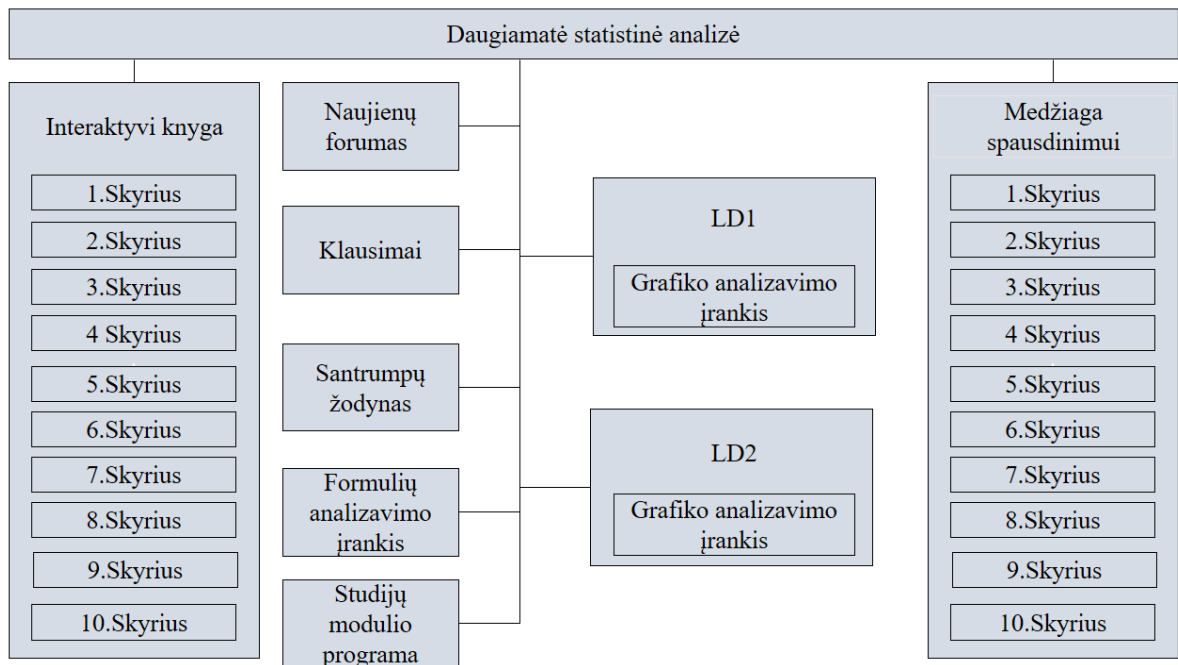 Daugiamatė statistinė analizė
Interaktyvi knyga
1.Skyrius
2.Skyrius
3.Skyrius
4 Skyrius
5.Skyrius
6.Skyrius
7.Skyrius
8.Skyrius
9.Skyrius
10.Skyrius
Naujienų
forumas
Klausimai
Santrumpų
žodynas
Formulių
analizavimo
įrankis
Studijų
modulio
programa
LD1
Grafiko analizavimo
įrankis
LD2
Grafiko analizavimo
įrankis
Medžiaga
spausdinimui
1.Skyrius
2.Skyrius
3.Skyrius
4 Skyrius
5.Skyrius
6.Skyrius
7.Skyrius
8.Skyrius
9.Skyrius
10.Skyrius